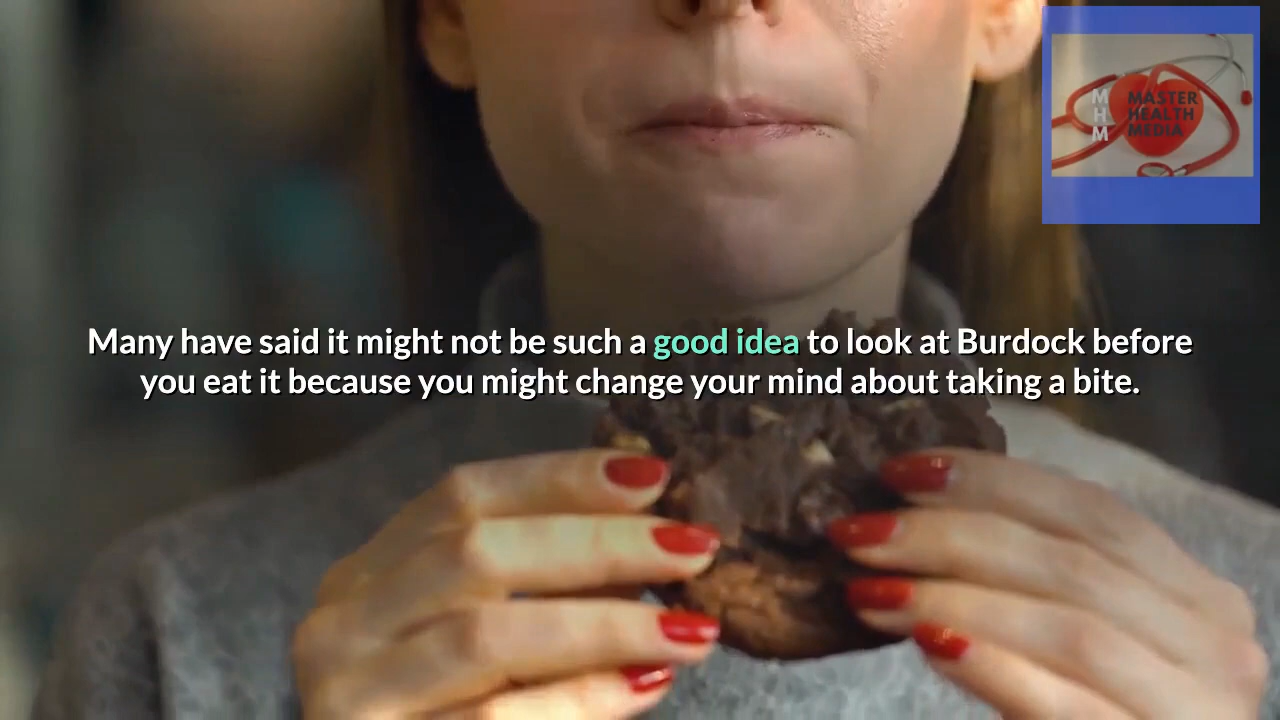 M MASTER
H HEALTH
M MEDIA
Many have said it might not be such a good idea to look at Burdock before
you eat it because you might change your mind about taking a bite.